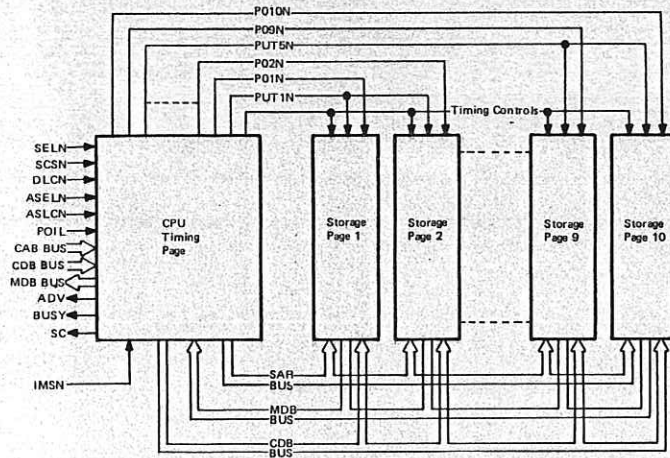 P010N
P09N
PUT5N
P02N
P01N
PUT1N
Timing Controls
SELN
SCSN
DLCN
ASELN
ASLCN
POIL
CAB BUS
CDB BUS
MDB BUS
ADV
BUSY
SC
IMSN
CPU
Timing
Page
Storage
Page 1
Storage
Page 2
Storage
Page 9
Storage
Page 10
SAR
BUS
MDB
BUS
CDB
BUS